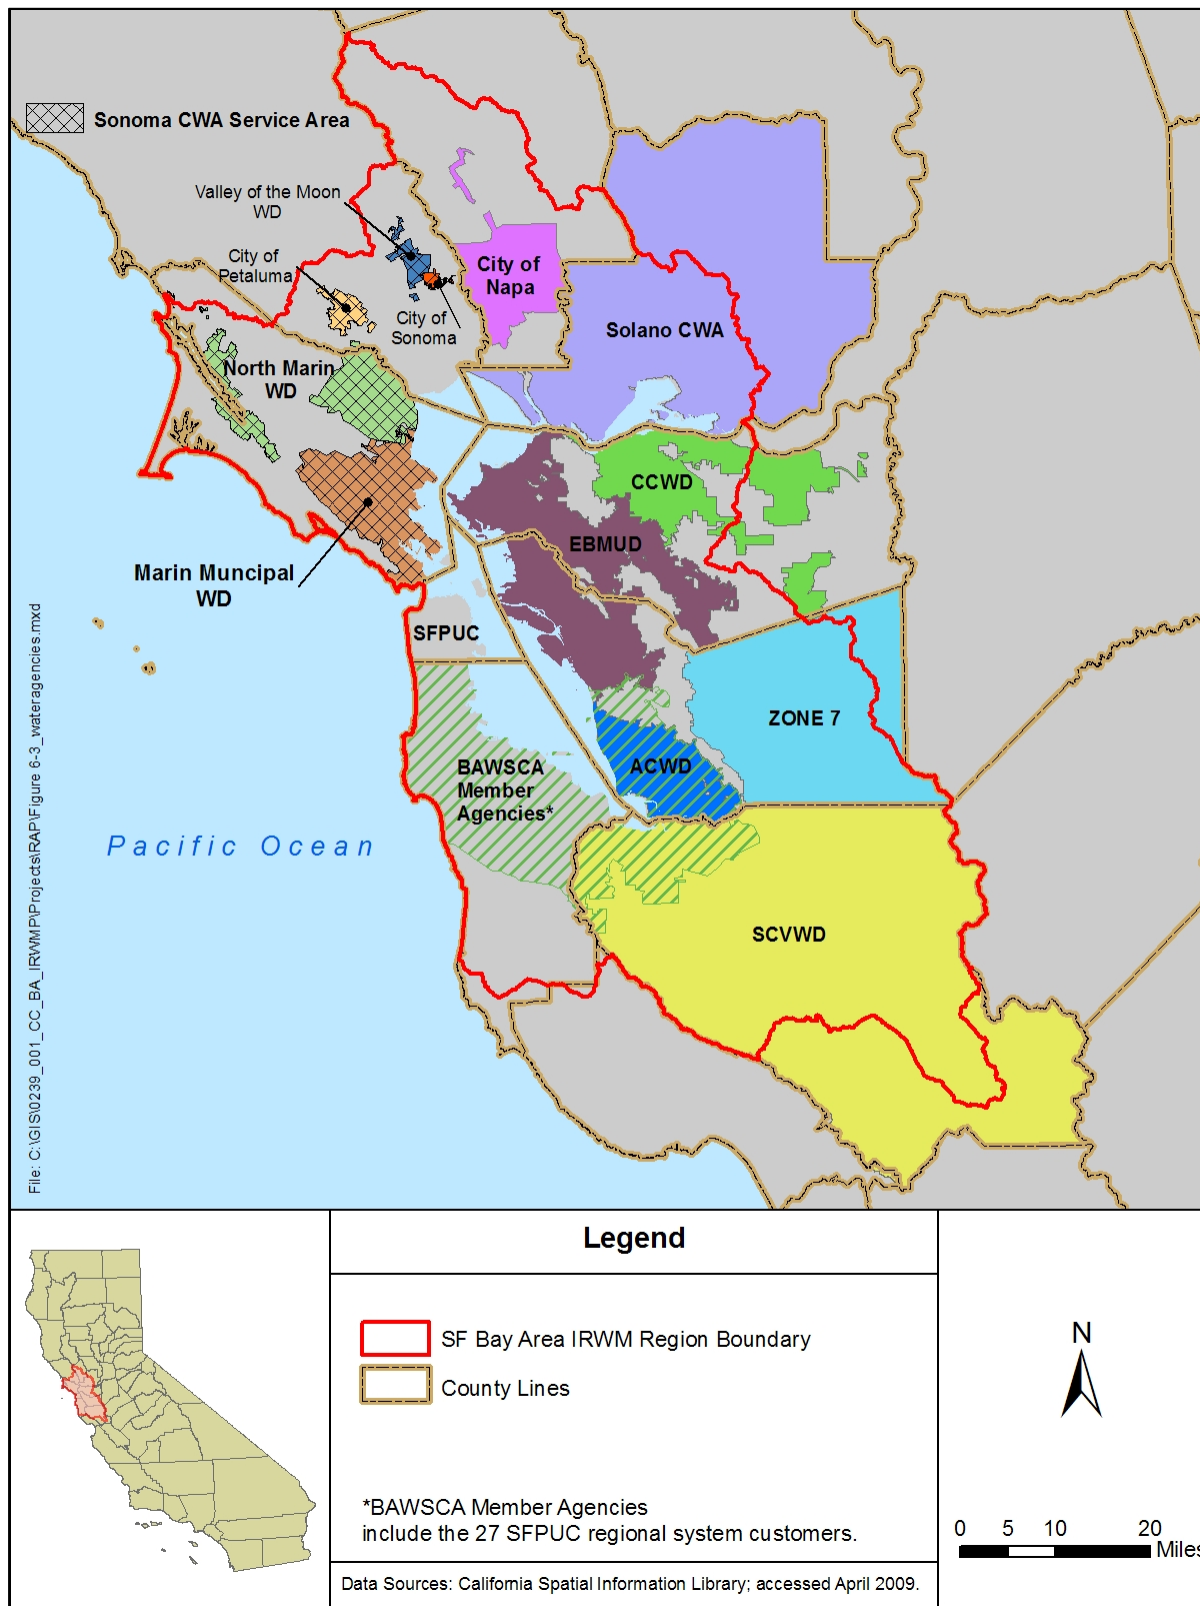 Sonoma CWA Service Area
Valley of the Moon
WD
City of
Petaluma
City of
Napa
City of
Sonoma
Solano CWA
North Marin
WD
CCWD
EBMUD
Marin Muncipal
WD
SFPUC
ZONE 7
BAWSCA
Member
Agencies*
ACWD
Pacific Ocean
SCVWD
File: C:\GIS\0239_001_CC_BA_IRWMP\Projects\RAP\Figure 6-3_wateragencies.mxd
Legend
SF Bay Area IRWM Region Boundary
County Lines
*BAWSCA Member Agencies
include the 27 SFPUC regional system customers.
Data Sources: California Spatial Information Library; accessed April 2009.
N
0 5 10 20
Miles